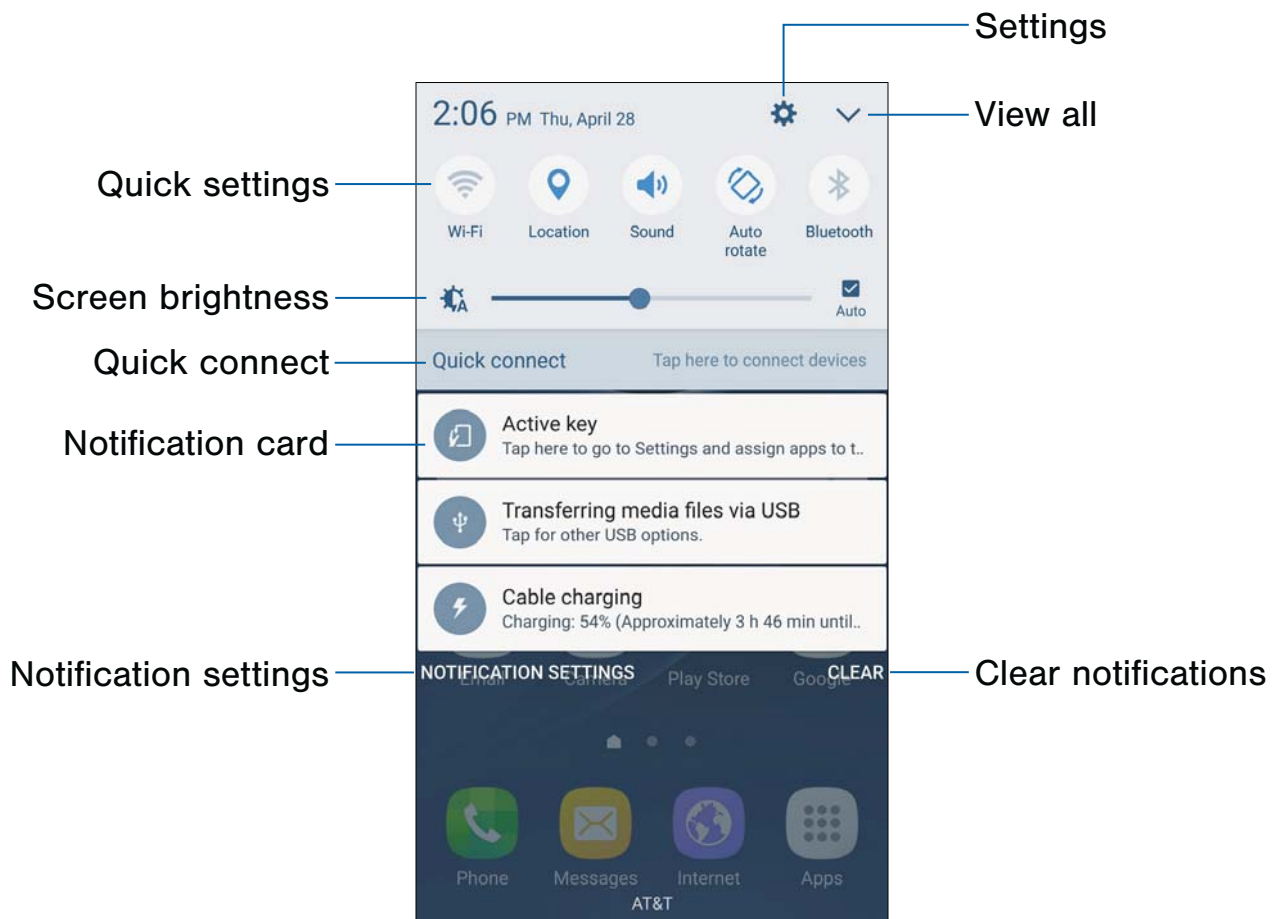 Settings
2:06 PM Thu, April 28
View all
Quick settings
Wi-Fi
Location
Sound
Auto
rotate
Bluetooth
Screen brightness
A
Auto
Quick connect
Quick connect
Tap here to connect devices
Notification card
Active key
Tap here to go to Settings and assign apps to t..
Transferring media files via USB
Tap for other USB options.
Cable charging
Charging: 54% (Approximately 3 h 46 min until..
Notification settings
NOTIFICATION SETTINGS
CLEAR
Clear notifications
Email
Camera
Play Store
Google
Phone
Messages
Internet
Apps
AT&T